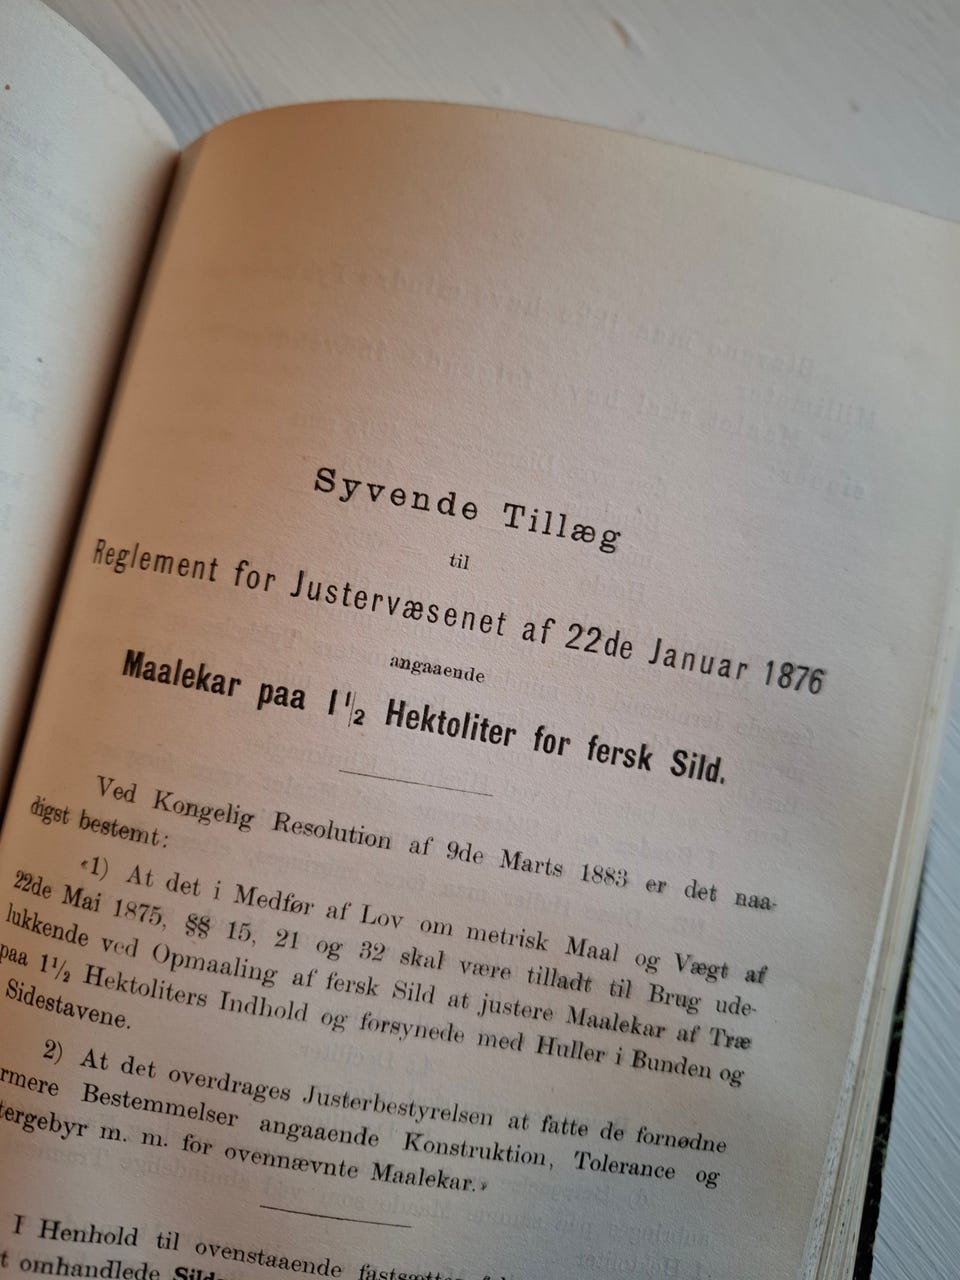 Syvende Tillæg
til
Reglement for Justervæsenet af 22de Januar 1876
angaaende
Maalekar paa 1 1/2 Hektoliter for fersk Sild.
Ved Kongelig Resolution af 9de Marts 1883 er det naa-
digst bestemt:
«1) At det i Medfør af Lov om metrisk Maal og Vægt af
22de Mai 1875, §§ 15, 21 og 32 skal være tilladt til Brug ude-
lukkende ved Opmaaling af fersk Sild at justere Maalekar af Træ
paa 1 1/2 Hektoliters Indhold og forsynede med Huller i Bunden og
Sidestavene.
2) At det overdrages Justerbestyrelsen at fatte de fornødne
rmere Bestemmelser angaaende Konstruktion, Tolerance og
tergebyr m. m. for ovennævnte Maalekar.»
I Henhold til ovenstaaende fastsættes
t omhandlede